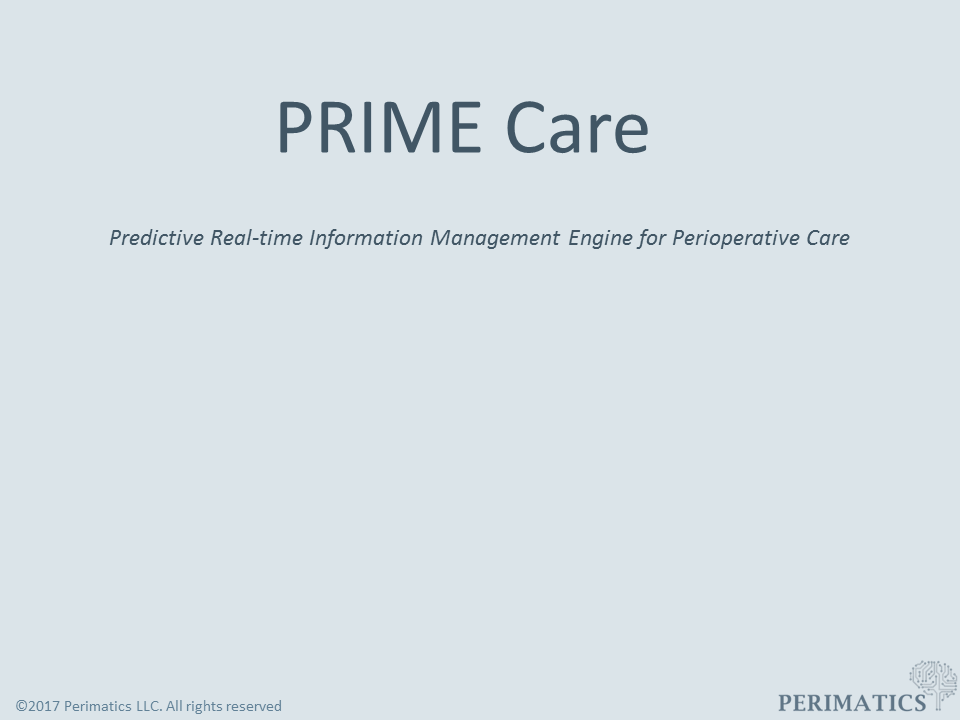 PRIME Care
Predictive Real-time Information Management Engine for Perioperative Care
©2017 Perimatics LLC. All rights reserved
PERIMATICS